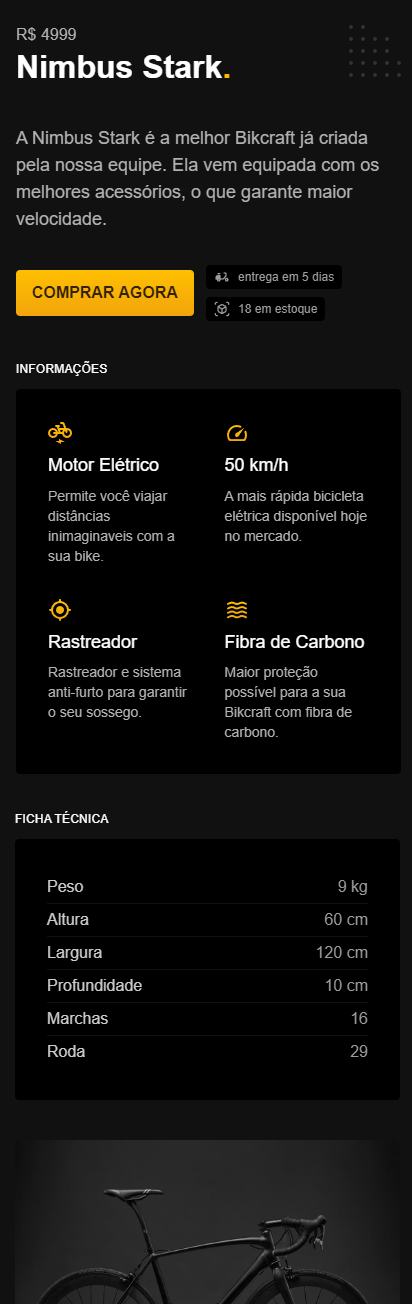 R$ 4999
Nimbus Stark.
A Nimbus Stark é a melhor Bikcraft já criada
pela nossa equipe. Ela vem equipada com os
melhores acessórios, o que garante maior
velocidade.
COMPRAR AGORA
entrega em 5 dias
18 em estoque
INFORMAÇÕES
Motor Elétrico
Permite você viajar
distâncias
inimaginaveis com a
sua bike.
50 km/h
A mais rápida bicicleta
elétrica disponível hoje
no mercado.
Rastreador
Rastreador e sistema
anti-furto para garantir
o seu sossego.
Fibra de Carbono
Maior proteção
possível para a sua
Bikcraft com fibra de
carbono.
FICHA TÉCNICA
Peso 9 kg
Altura 60 cm
Largura 120 cm
Profundidade 10 cm
Marchas 16
Roda 29